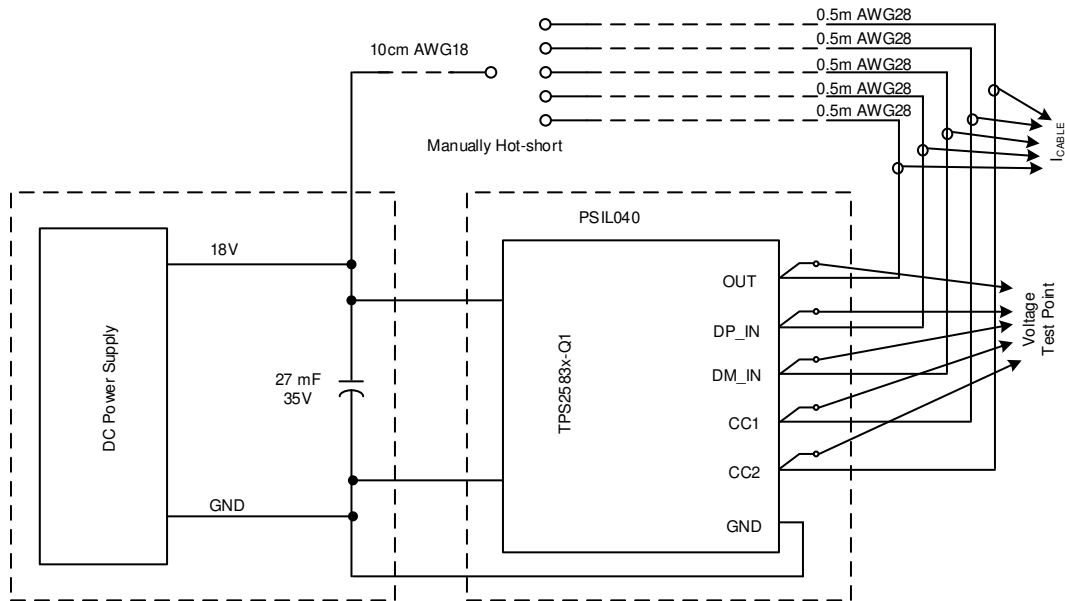 0.5m AWG28
0.5m AWG28
10cm AWG18
0.5m AWG28
0.5m AWG28
0.5m AWG28
Manually Hot-short
ICABLE
PSIL040
18V
OUT
DP_IN
DM_IN
CC1
CC2
GND
Voltage
Test Point
DC Power Supply
27 mF
35V
TPS2583x-Q1
GND